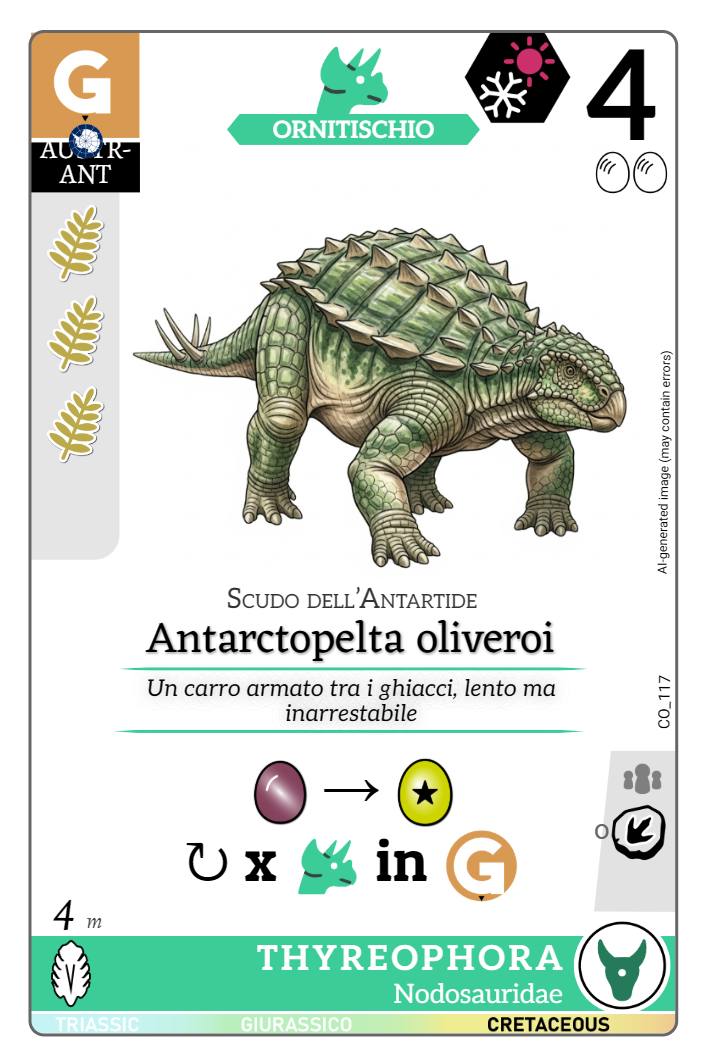 G
AUSTR-
ANT
ORNITISCHIO
4
AI-generated image (may contain errors)
Scudo dell'Antartide
Antarctopelta oliveroi
Un carro armato tra i ghiacci, lento ma
inarrestabile
CO_117
→
o
↻ x in G
4 m
THYREOPHORA
Nodosauridae
TRIASSIC GIURASSICO CRETACEOUS